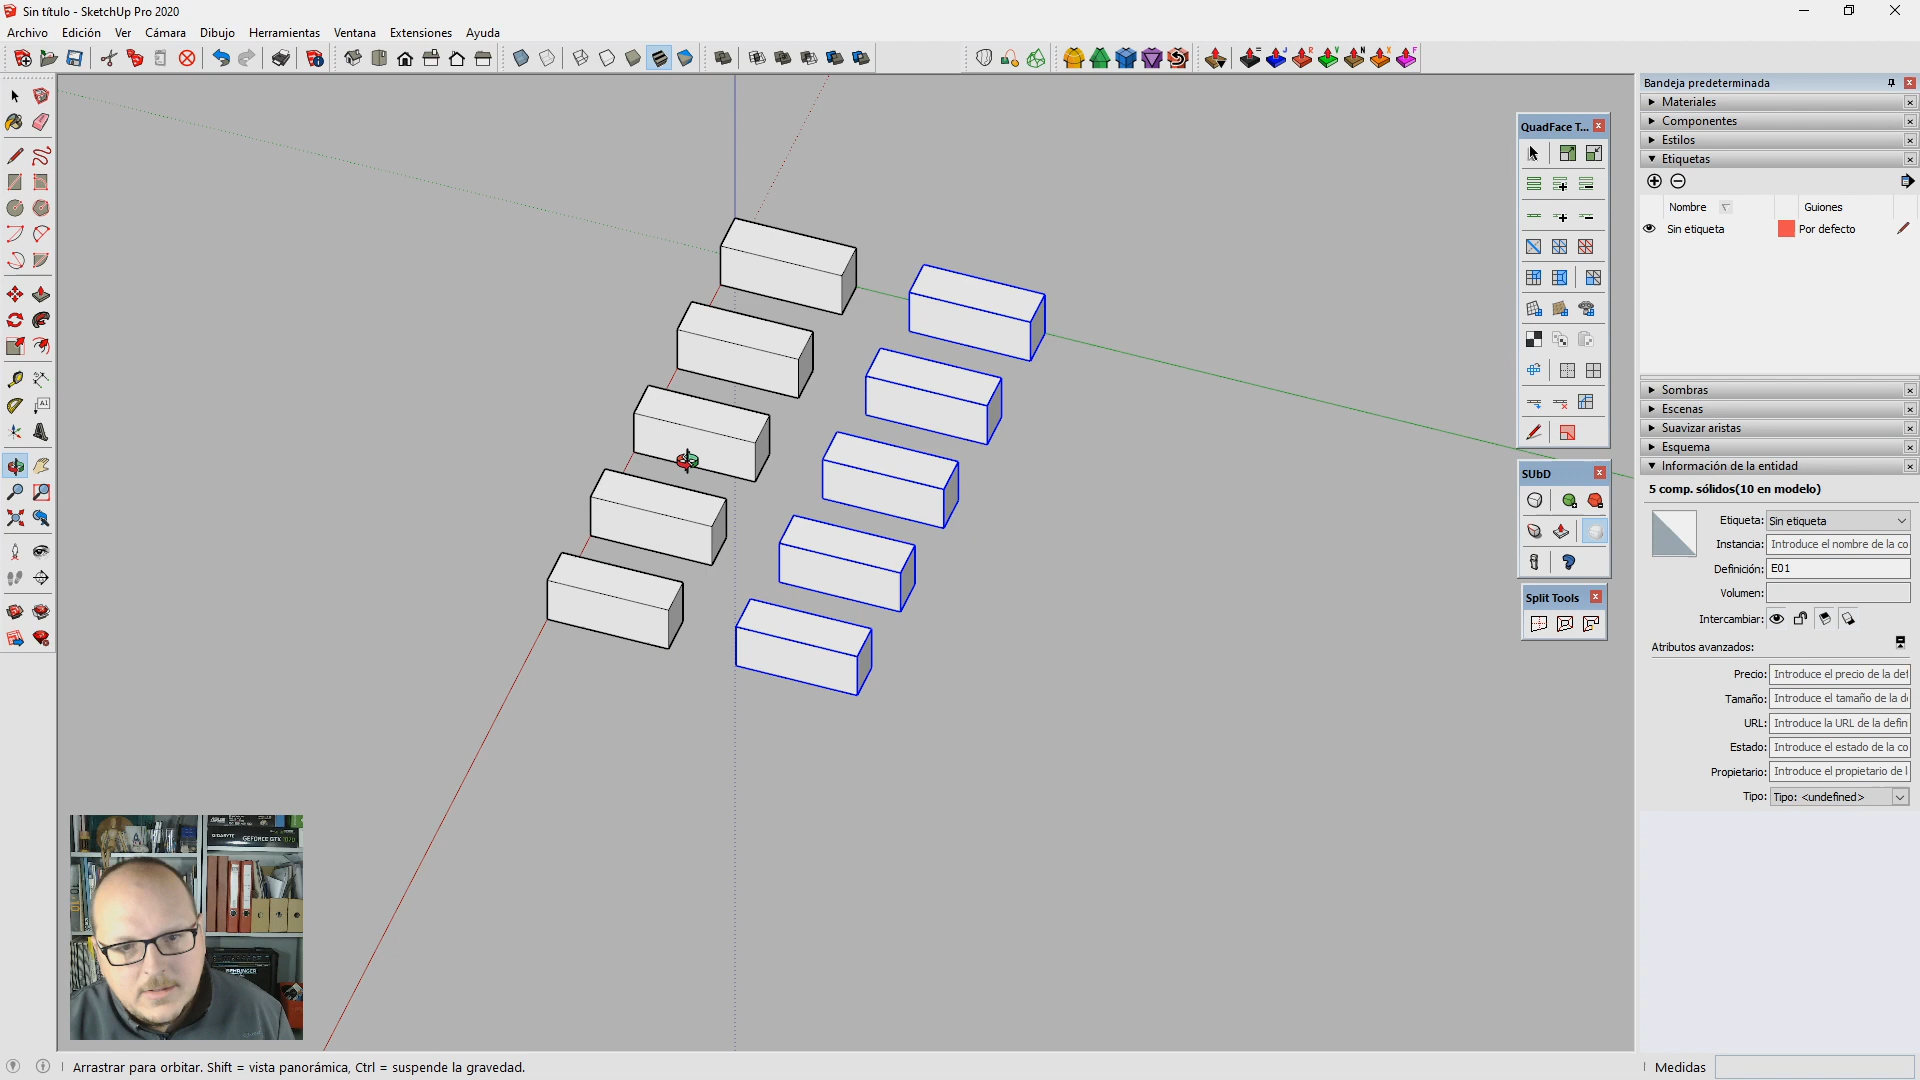 Sin título - SketchUp Pro 2020
Archivo Edición Ver Cámara Dibujo Herramientas Ventana Extensiones Ayuda
Bandeja predeterminada
Materiales
Componentes
Estilos
Etiquetas
Nombre Guiones
Sin etiqueta Por defecto
QuadFace T...
SUbD
Split Tools
Sombras
Escenas
Suavizar aristas
Esquema
Información de la entidad
5 comp. sólidos(10 en modelo)
Etiqueta: Sin etiqueta
Instancia: Introduce el nombre de la co
Definición: E01
Volumen:
Intercambiar:
Atributos avanzados:
Precio: Introduce el precio de la def
Tamaño: Introduce el tamaño de la d
URL: Introduce la URL de la defin
Estado: Introduce el estado de la co
Propietario: Introduce el propietario de l
Tipo: Tipo: <undefined>
GIGABYTE GEFORCE GTX 1070
BEHRINGER
Arrastrar para orbitar. Shift = vista panorámica, Ctrl = suspende la gravedad.
Medidas